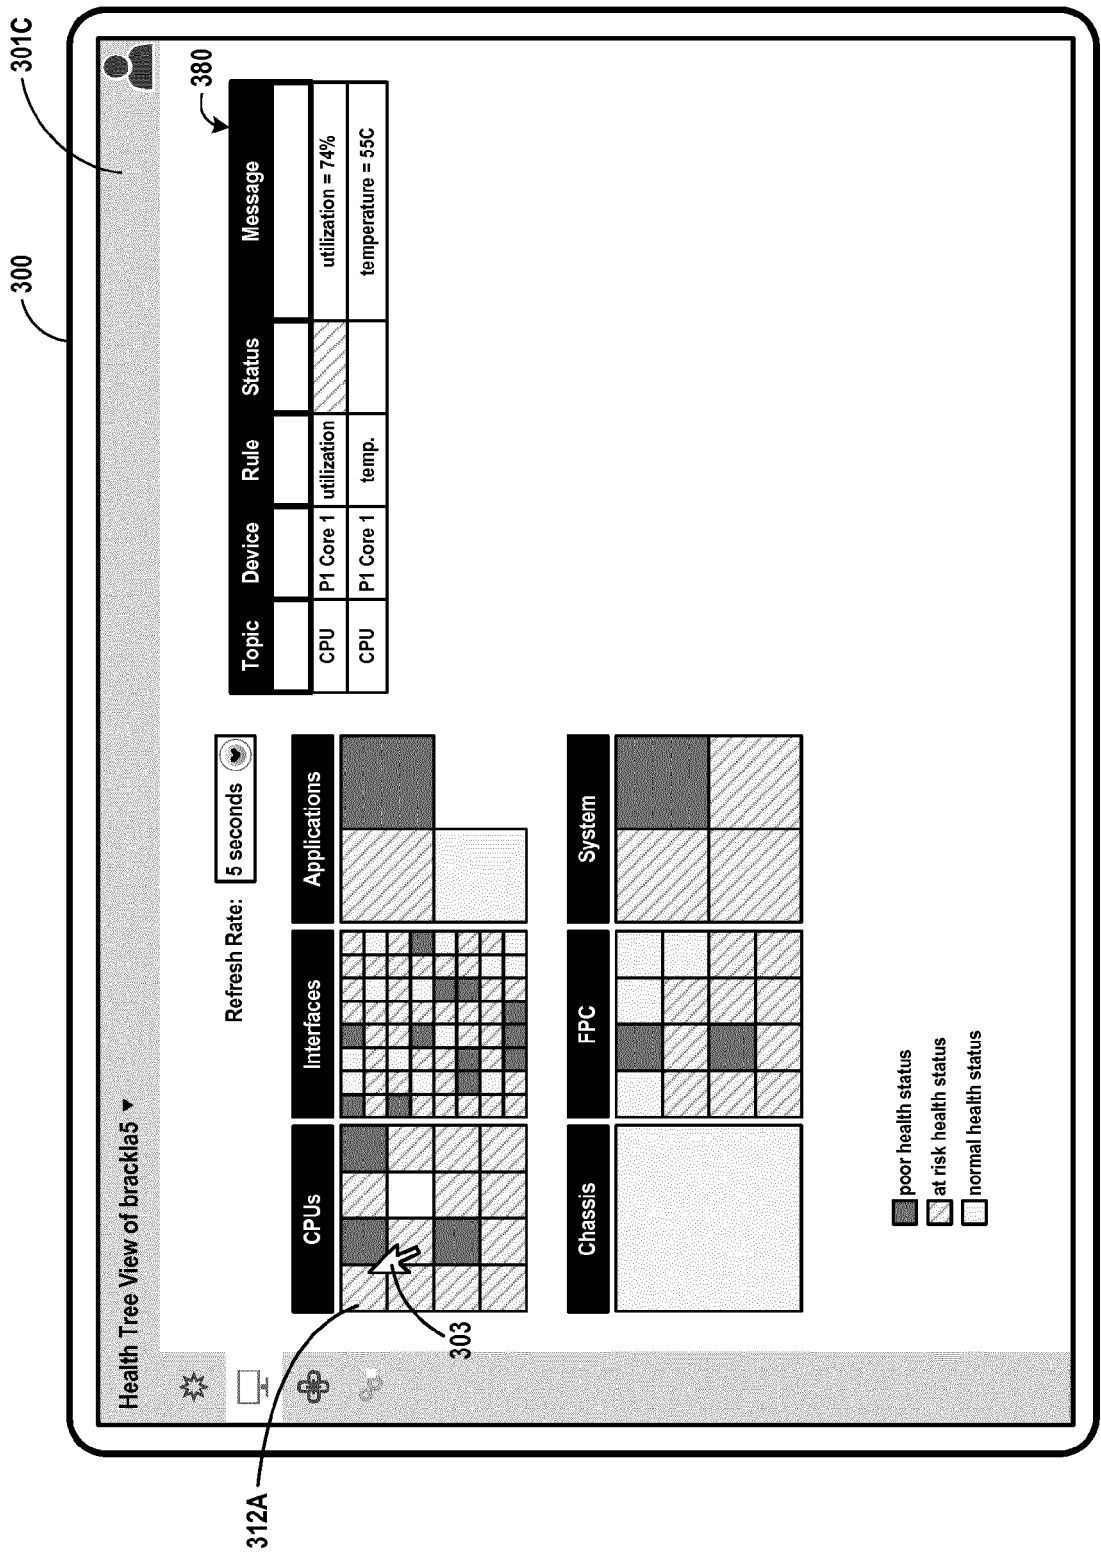 300
301C
Health Tree View of brackla5
Refresh Rate: 5 seconds
380
Topic Device Rule Status Message
CPU P1 Core 1 utilization utilization = 74%
CPU P1 Core 1 temp. temperature = 55C
312A
CPUs Interfaces Applications
303
Chassis FPC System
poor health status
at risk health status
normal health status